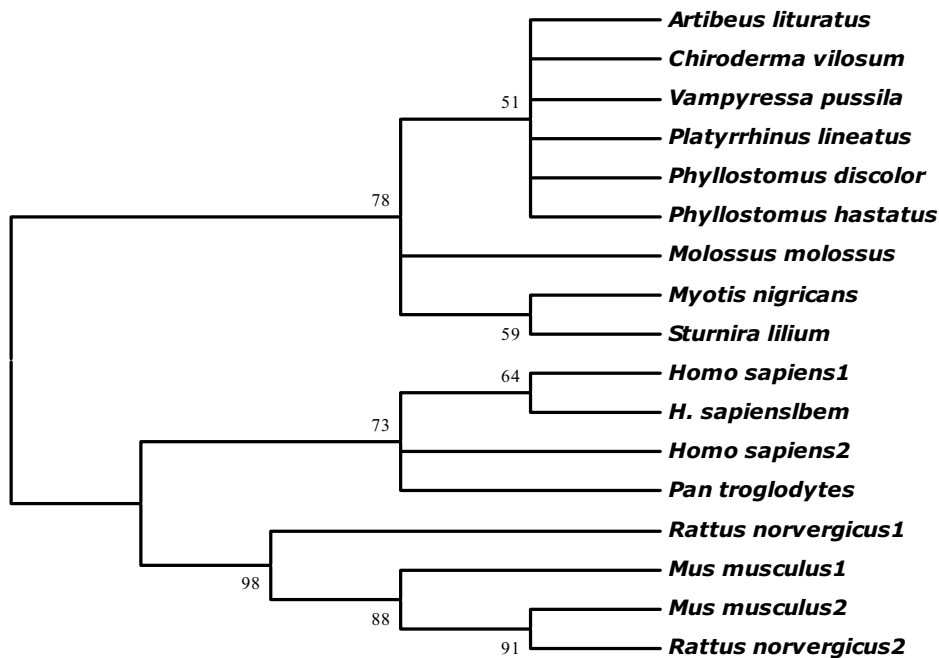 Artibeus lituratus
Chiroderma vilosum
51
Vampyressa pussila
Platyrrhinus lineatus
Phyllostomus discolor
78
Phyllostomus hastatus
Molossus molossus
Myotis nigricans
59
Sturnira lilium
64
Homo sapiens1
H. sapienslbem
73
Homo sapiens2
Pan troglodytes
Rattus norvergicus1
98
Mus musculus1
88
Mus musculus2
91
Rattus norvergicus2